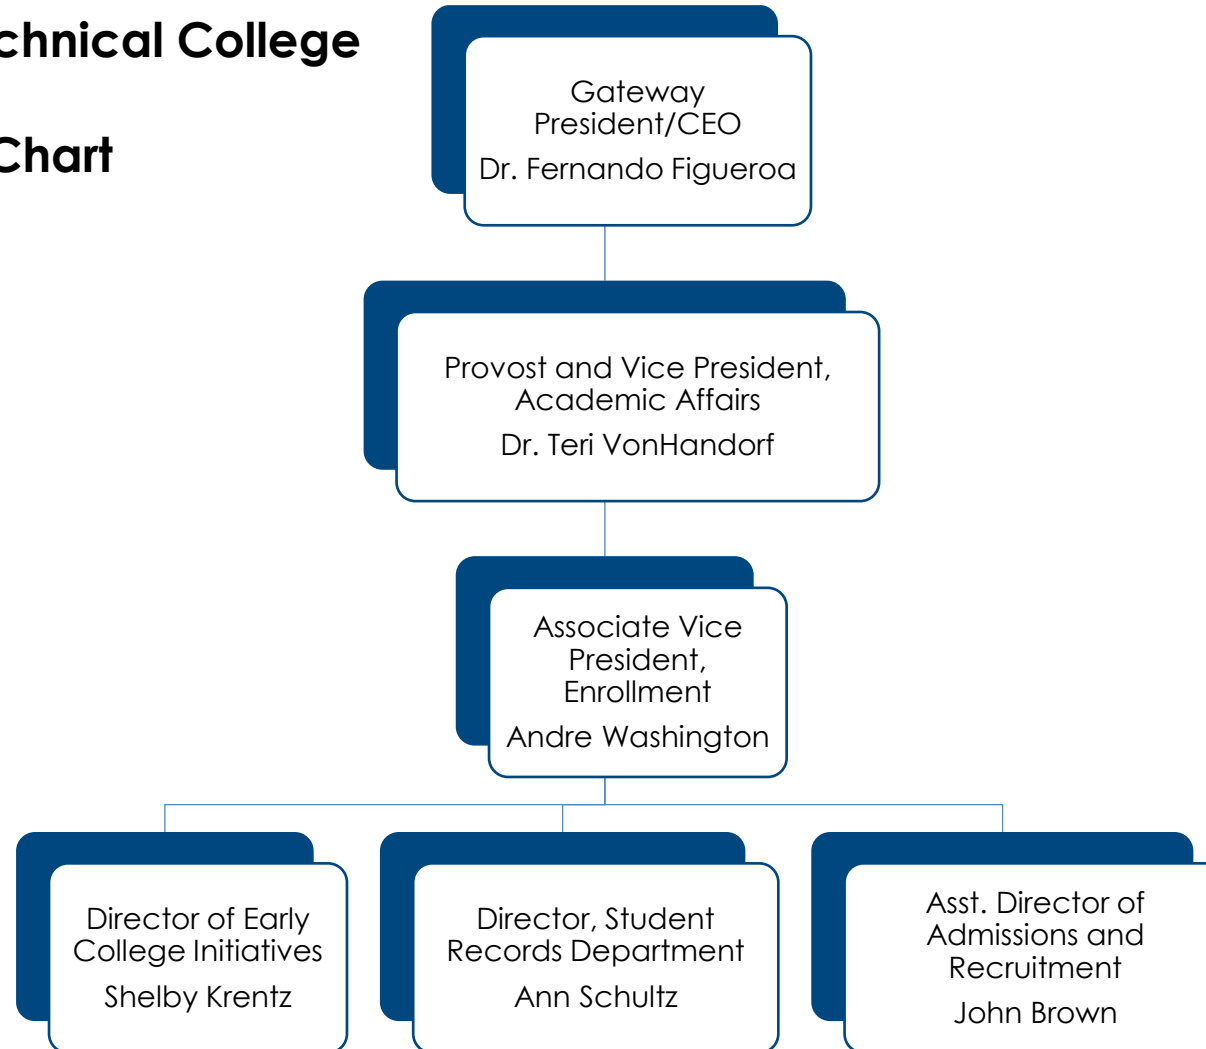 chnical College
Chart
Gateway
President/CEO
Dr. Fernando Figueroa
Provost and Vice President,
Academic Affairs
Dr. Teri VonHandorf
Associate Vice
President,
Enrollment
Andre Washington
Director of Early
College Initiatives
Shelby Krentz
Director, Student
Records Department
Ann Schultz
Asst. Director of
Admissions and
Recruitment
John Brown